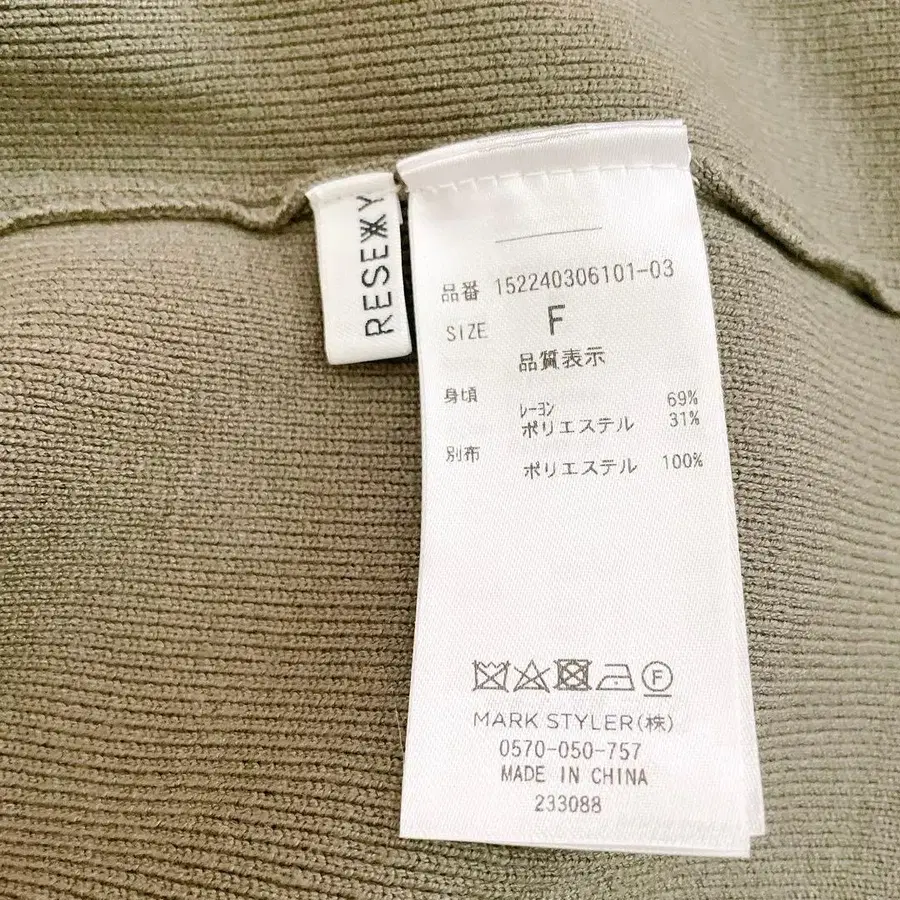 RESEXXY
品番 152240306101-03
SIZE F
品質表示
身頃 レーヨン 69%
ポリエステル 31%
別布 ポリエステル 100%
F
MARK STYLER(株)
0570-050-757
MADE IN CHINA
233088